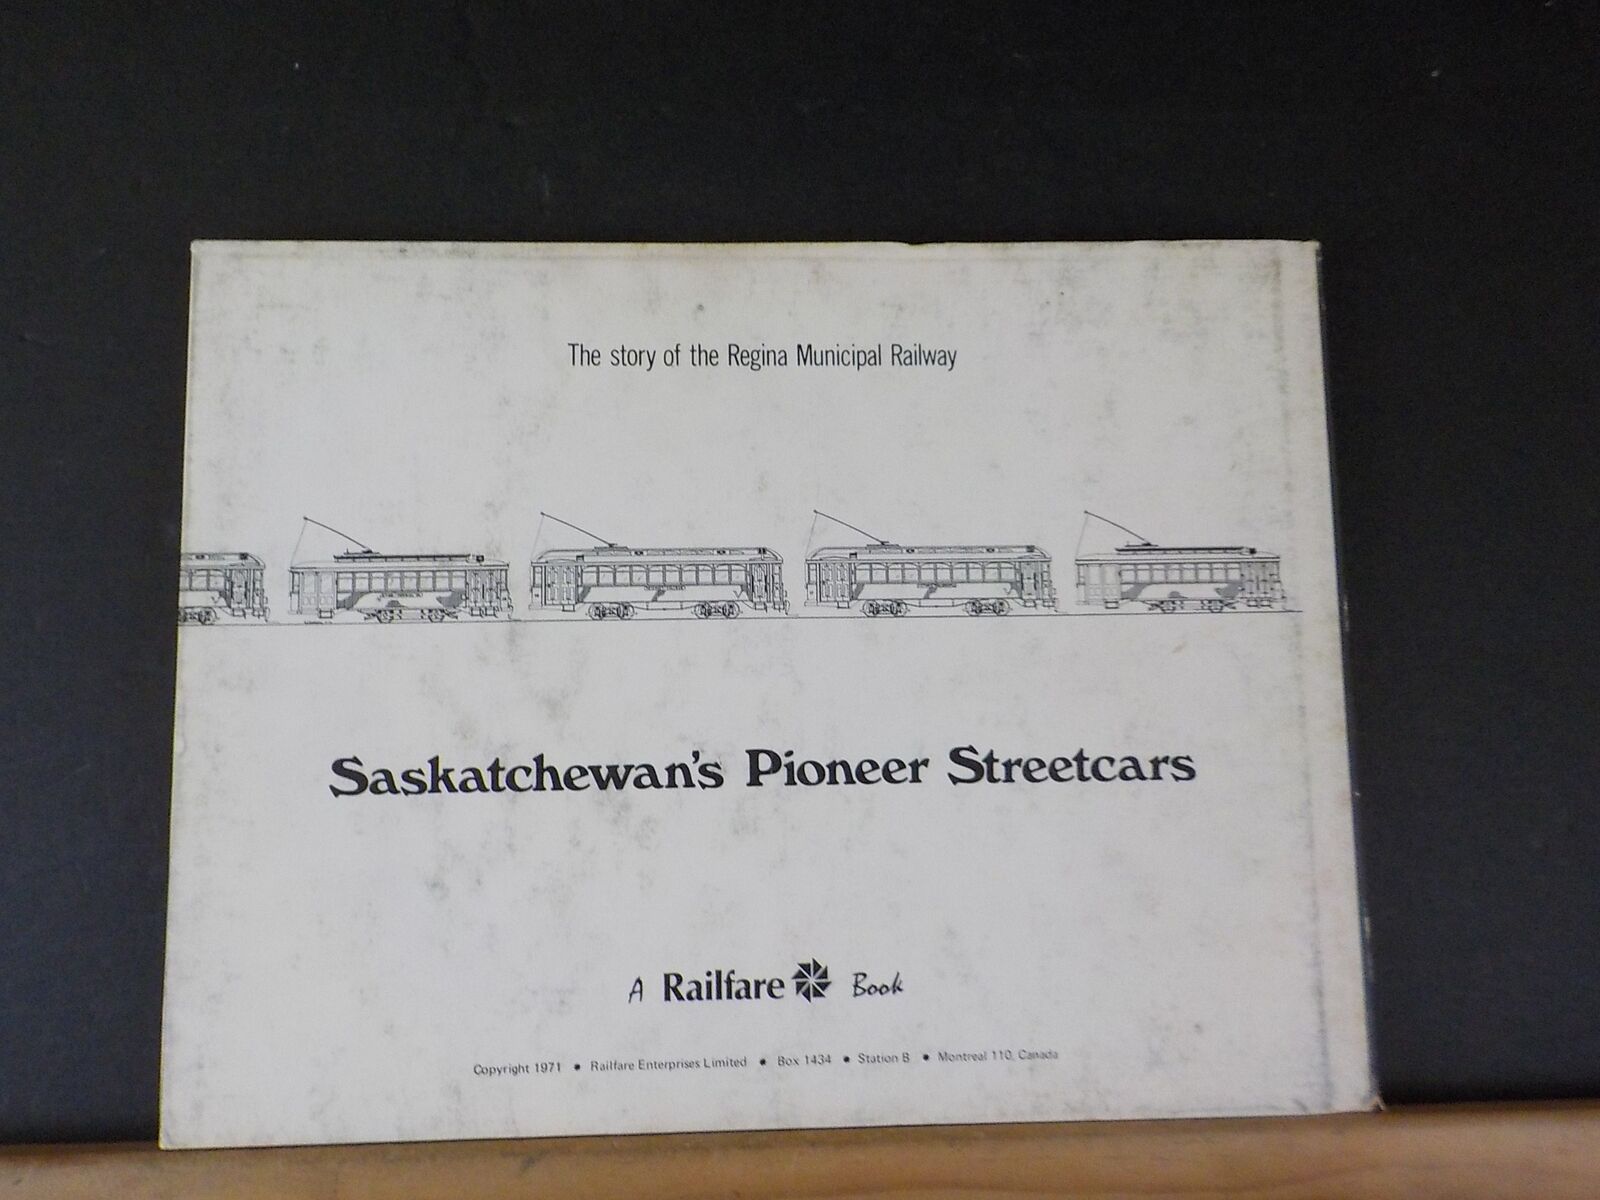 The story of the Regina Municipal Railway
Saskatchewan's Pioneer Streetcars
A Railfare Book
Copyright 1971 • Railfare Enterprises Limited • Box 1434 • Station B • Montreal 110, Canada